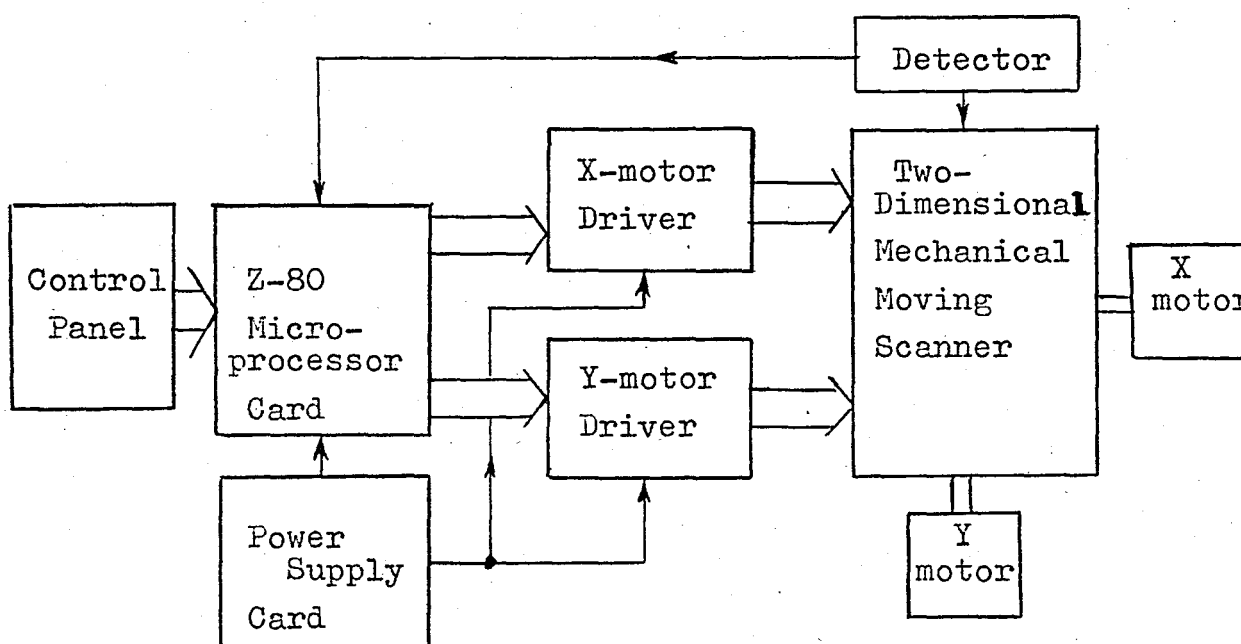 Detector
X-motor
Driver
Two-
Dimensional
Mechanical
Moving
Scanner
Control
Panel
Z-80
Micro-
processor
Card
X
motor
Y-motor
Driver
Power
Supply
Card
Y
motor